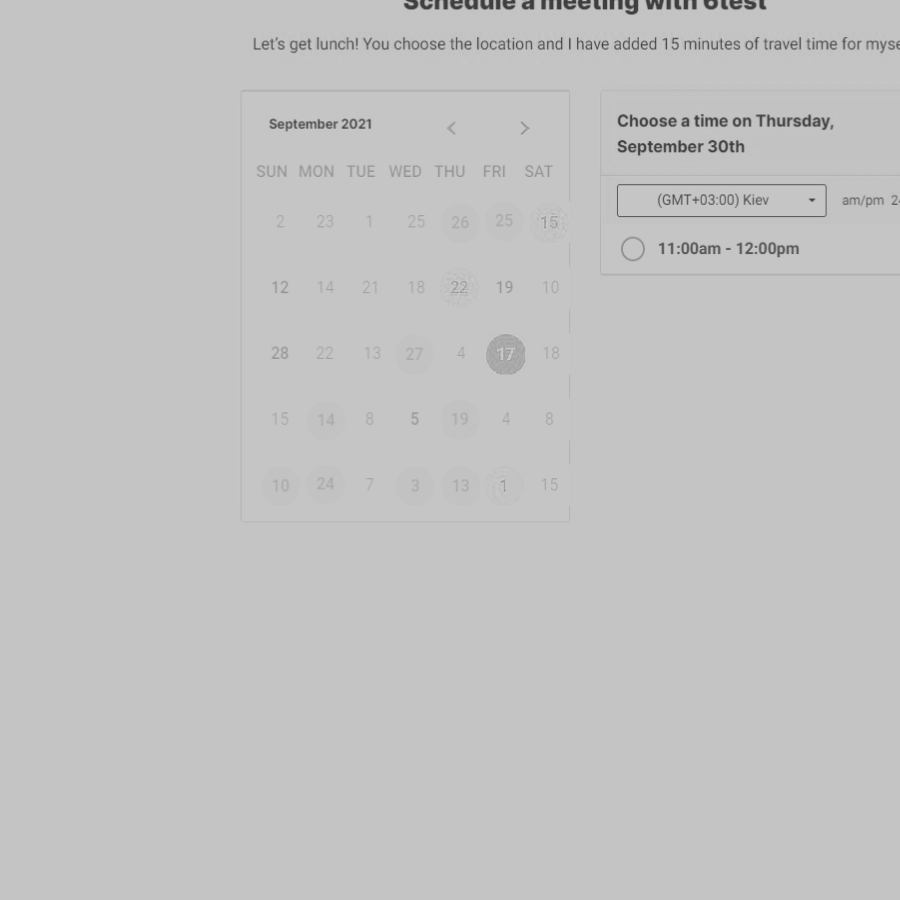 Schedule a meeting with 6test
Let's get lunch! You choose the location and I have added 15 minutes of travel time for myse
September 2021
SUN MON TUE WED THU FRI SAT
2 23 1 25 26 25 15
12 14 21 18 22 19 10
28 22 13 27 4 17 18
15 14 8 5 19 4 8
10 24 7 3 13 1 15
Choose a time on Thursday,
September 30th
(GMT+03:00) Kiev am/pm 24
11:00am - 12:00pm